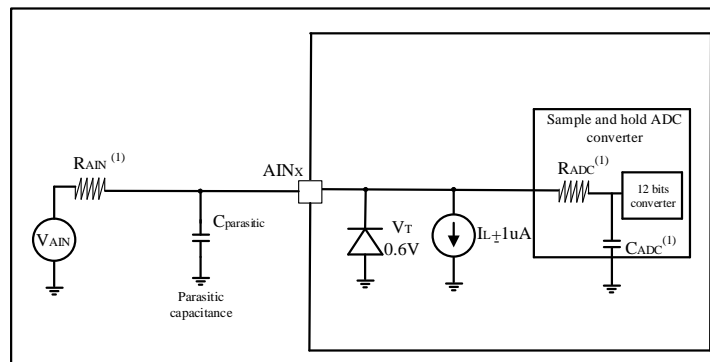 Sample and hold ADC
converter
RAIN (1)
AINX
RADC(1)
12 bits
converter
VAIN
Cparasitic
VT
0.6V
IL±1uA
CADC(1)
Parasitic
capacitance